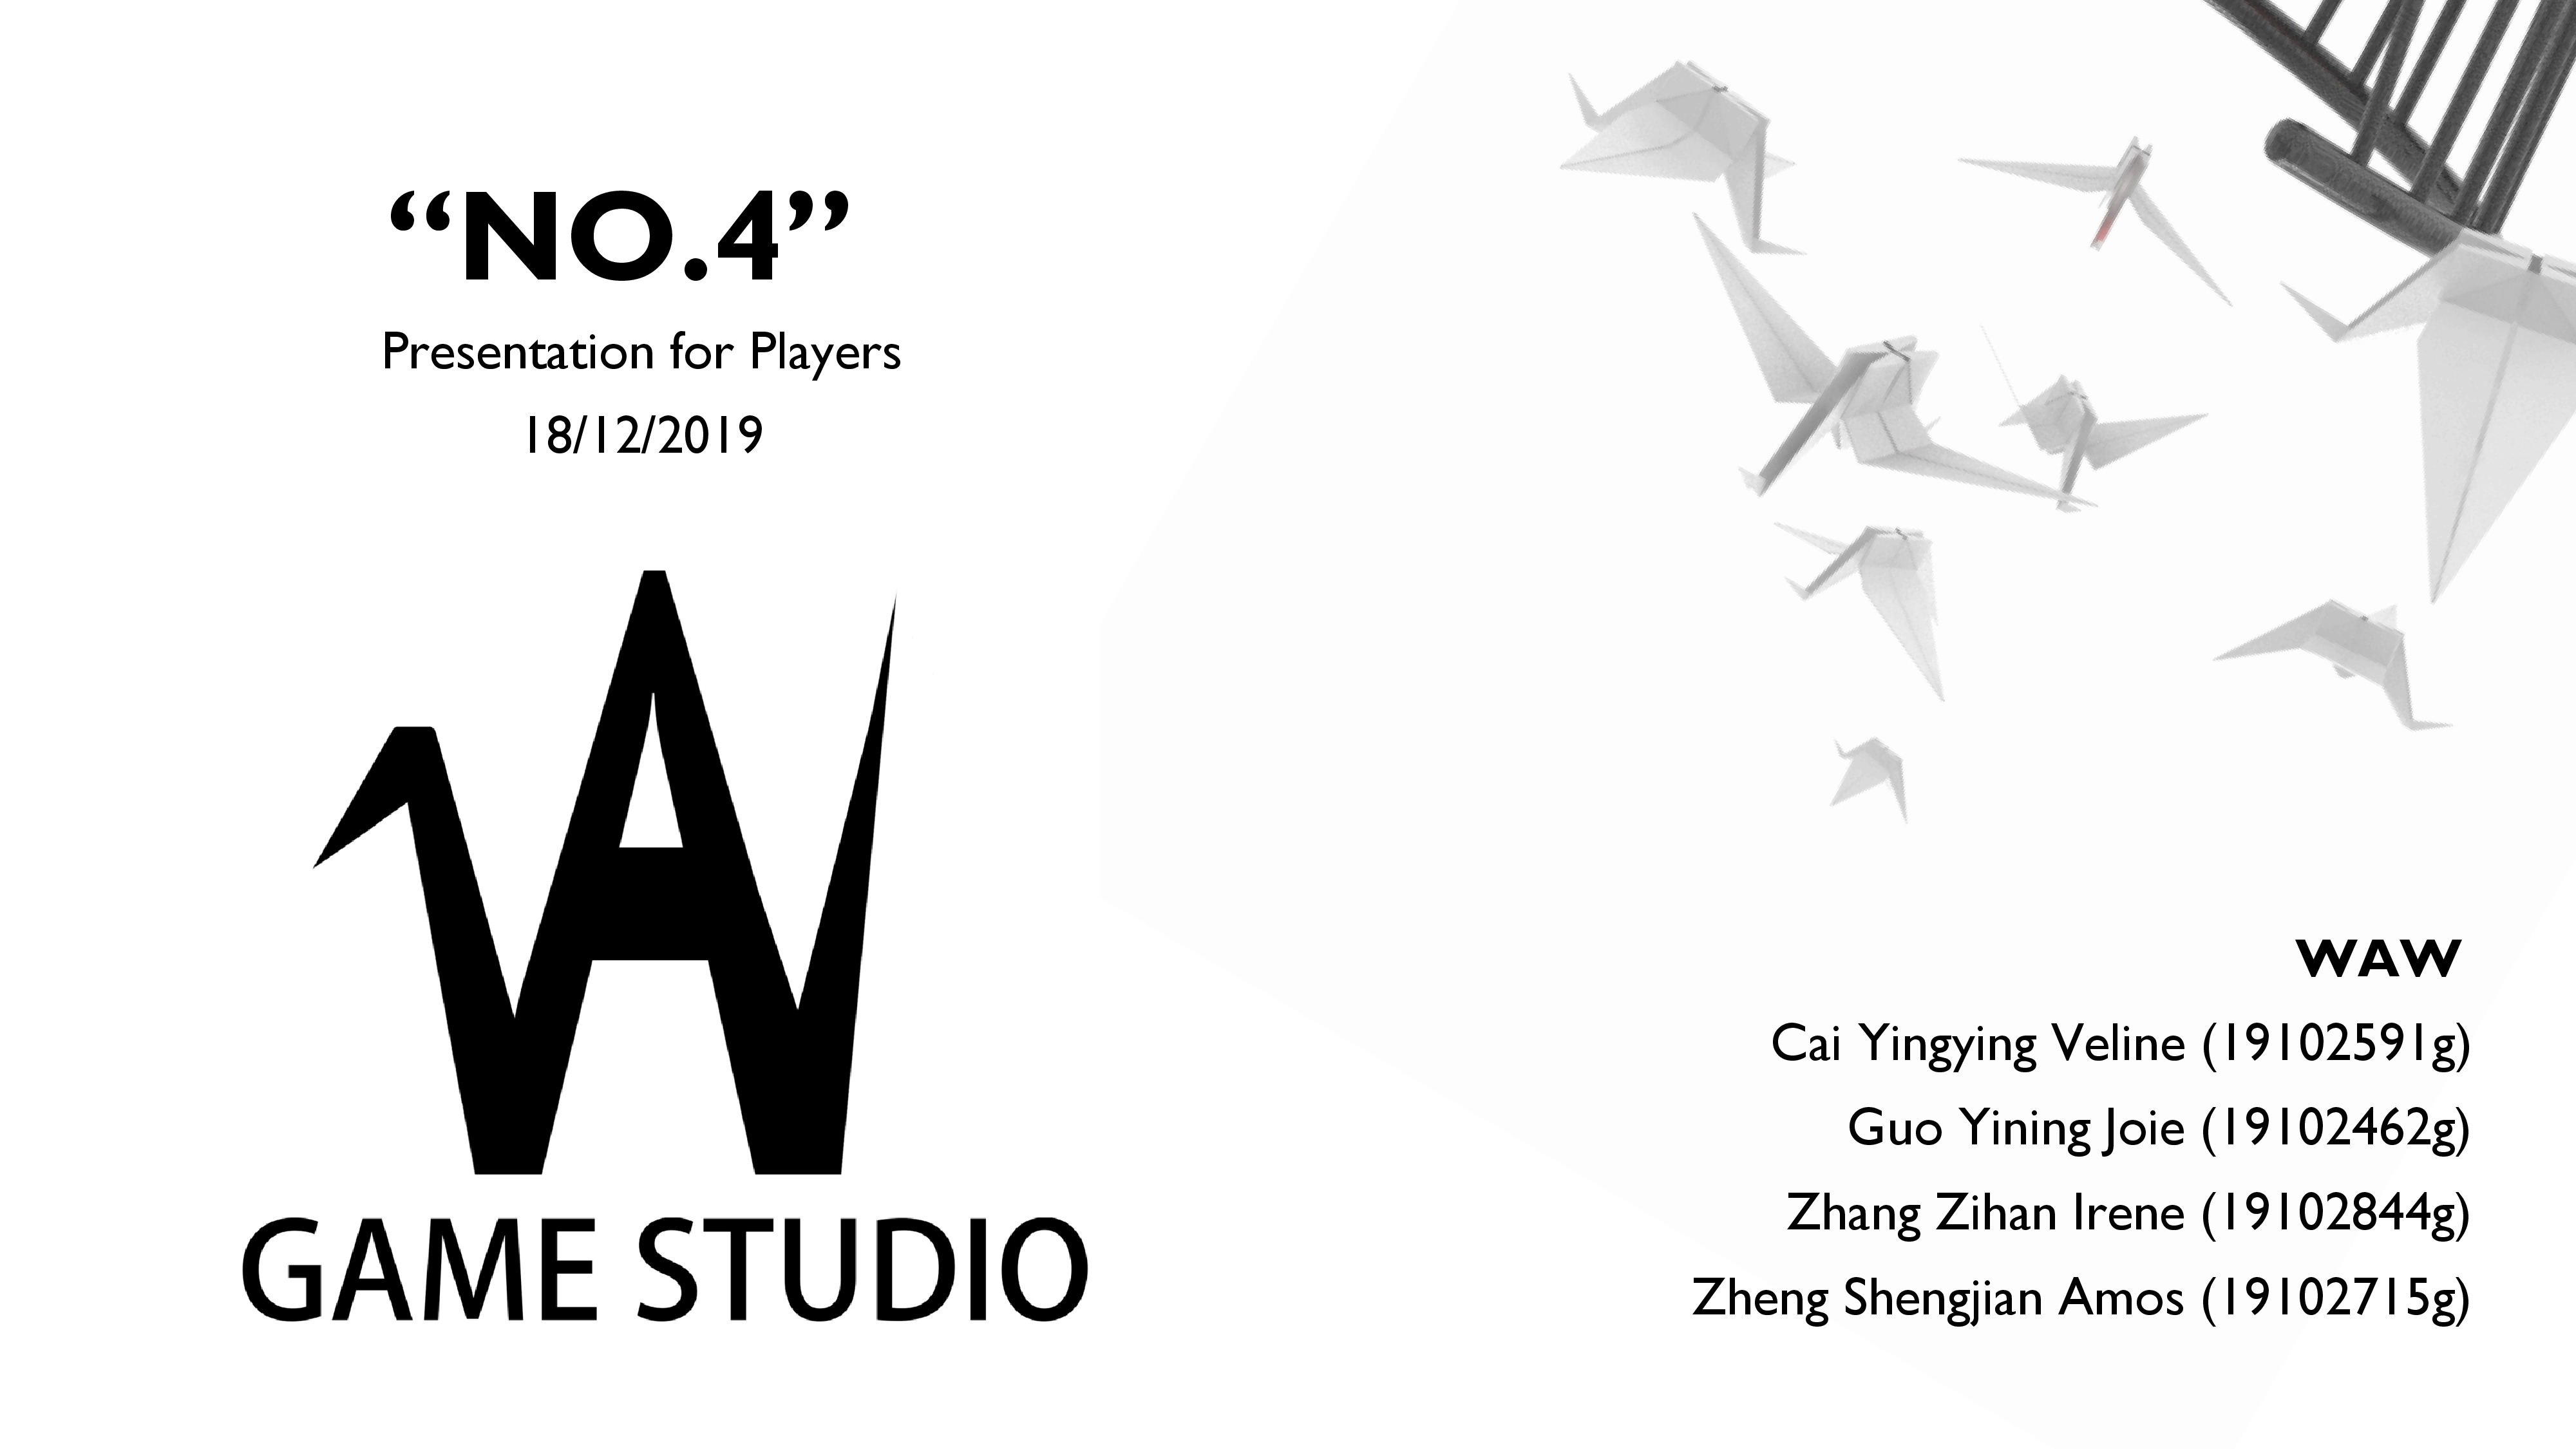 “NO.4”
Presentation for Players
18/12/2019
WAW
GAME STUDIO
WAW
Cai Yingying Veline (19102591g)
Guo Yining Joie (19102462g)
Zhang Zihan Irene (19102844g)
Zheng Shengjian Amos (19102715g)